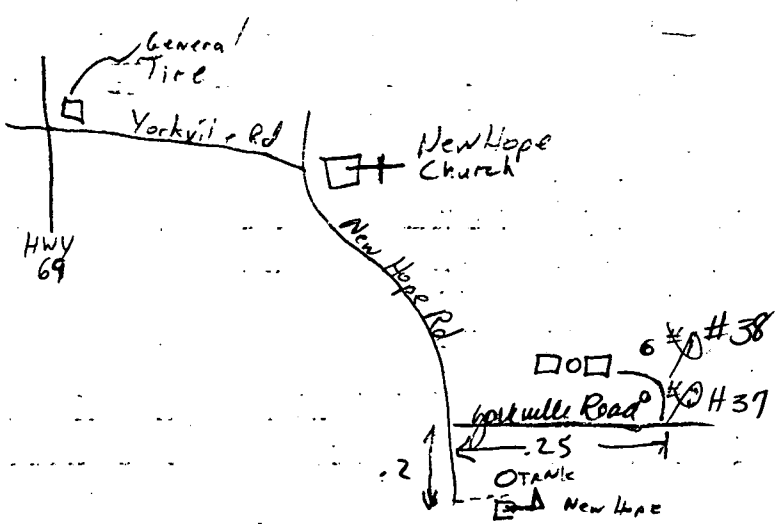 General
Tire
Yorkville Rd
New Hope
Church
HWY
69
New Hope Rd.
6 #38
Yorkville Road
H37
.25
.2
TANK
New Hope